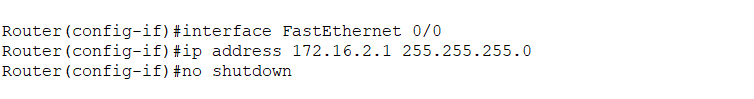 Router(config-if)#interface FastEthernet 0/0
Router(config-if)#ip address 172.16.2.1 255.255.255.0
Router(config-if)#no shutdown